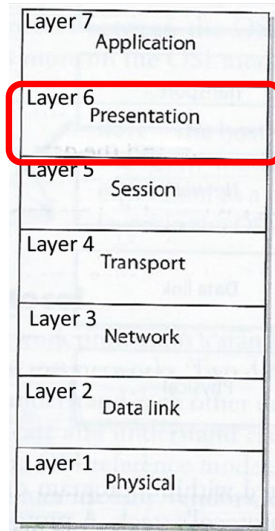 Layer 7
Application
Layer 6
Presentation
Layer 5
Session
Layer 4
Transport
Layer 3
Network
Layer 2
Data link
Layer 1
Physical